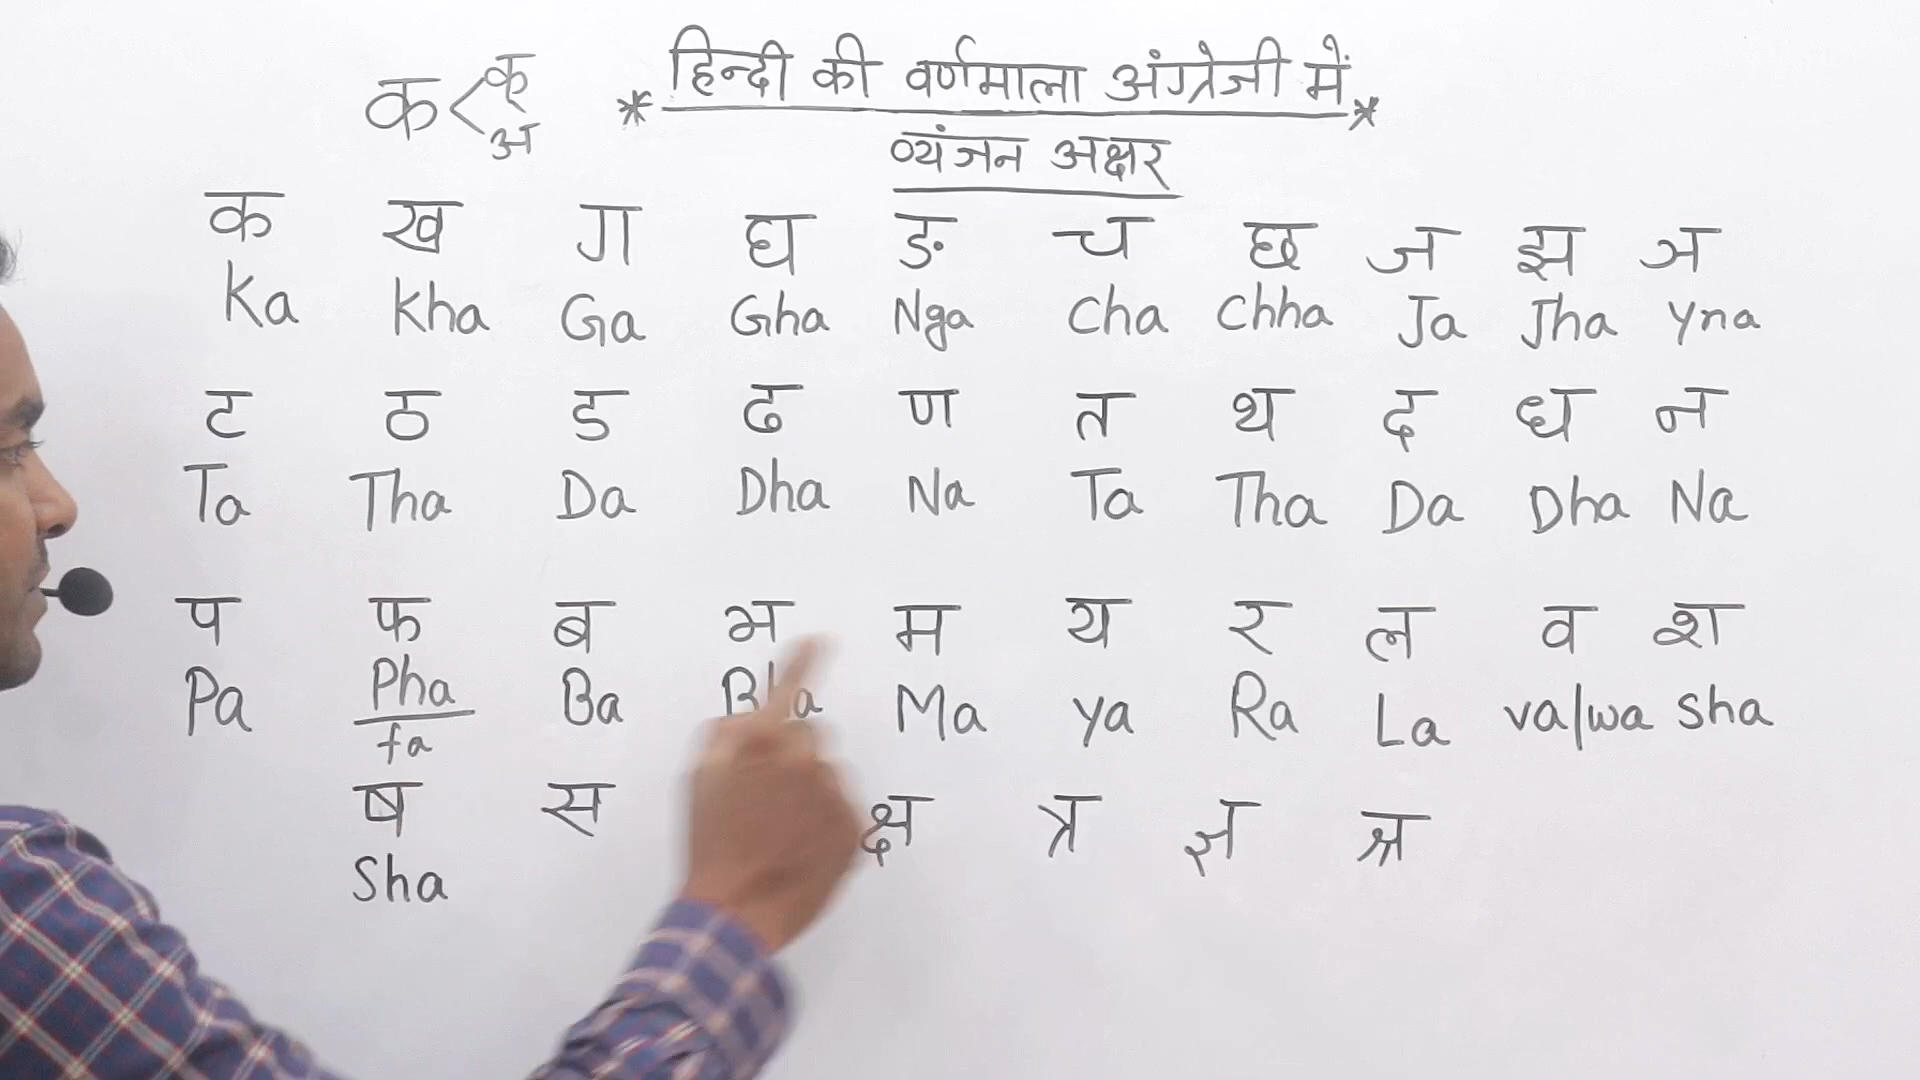 क < क्
अ
* हिन्दी की वर्णमाला अंग्रेजी में *
व्यंजन अक्षर
क ख ग घ ङ च छ ज झ ञ
Ka Kha Ga Gha Nga Cha Chha Ja Jha Yna
ट ठ ड ढ ण त थ द ध न
Ta Tha Da Dha Na Ta Tha Da Dha Na
प फ ब भ म य र ल व श
Pa Pha Ba Bha Ma Ya Ra La va/wa Sha
fa
ष स क्ष त्र ज्ञ श्र
Sha